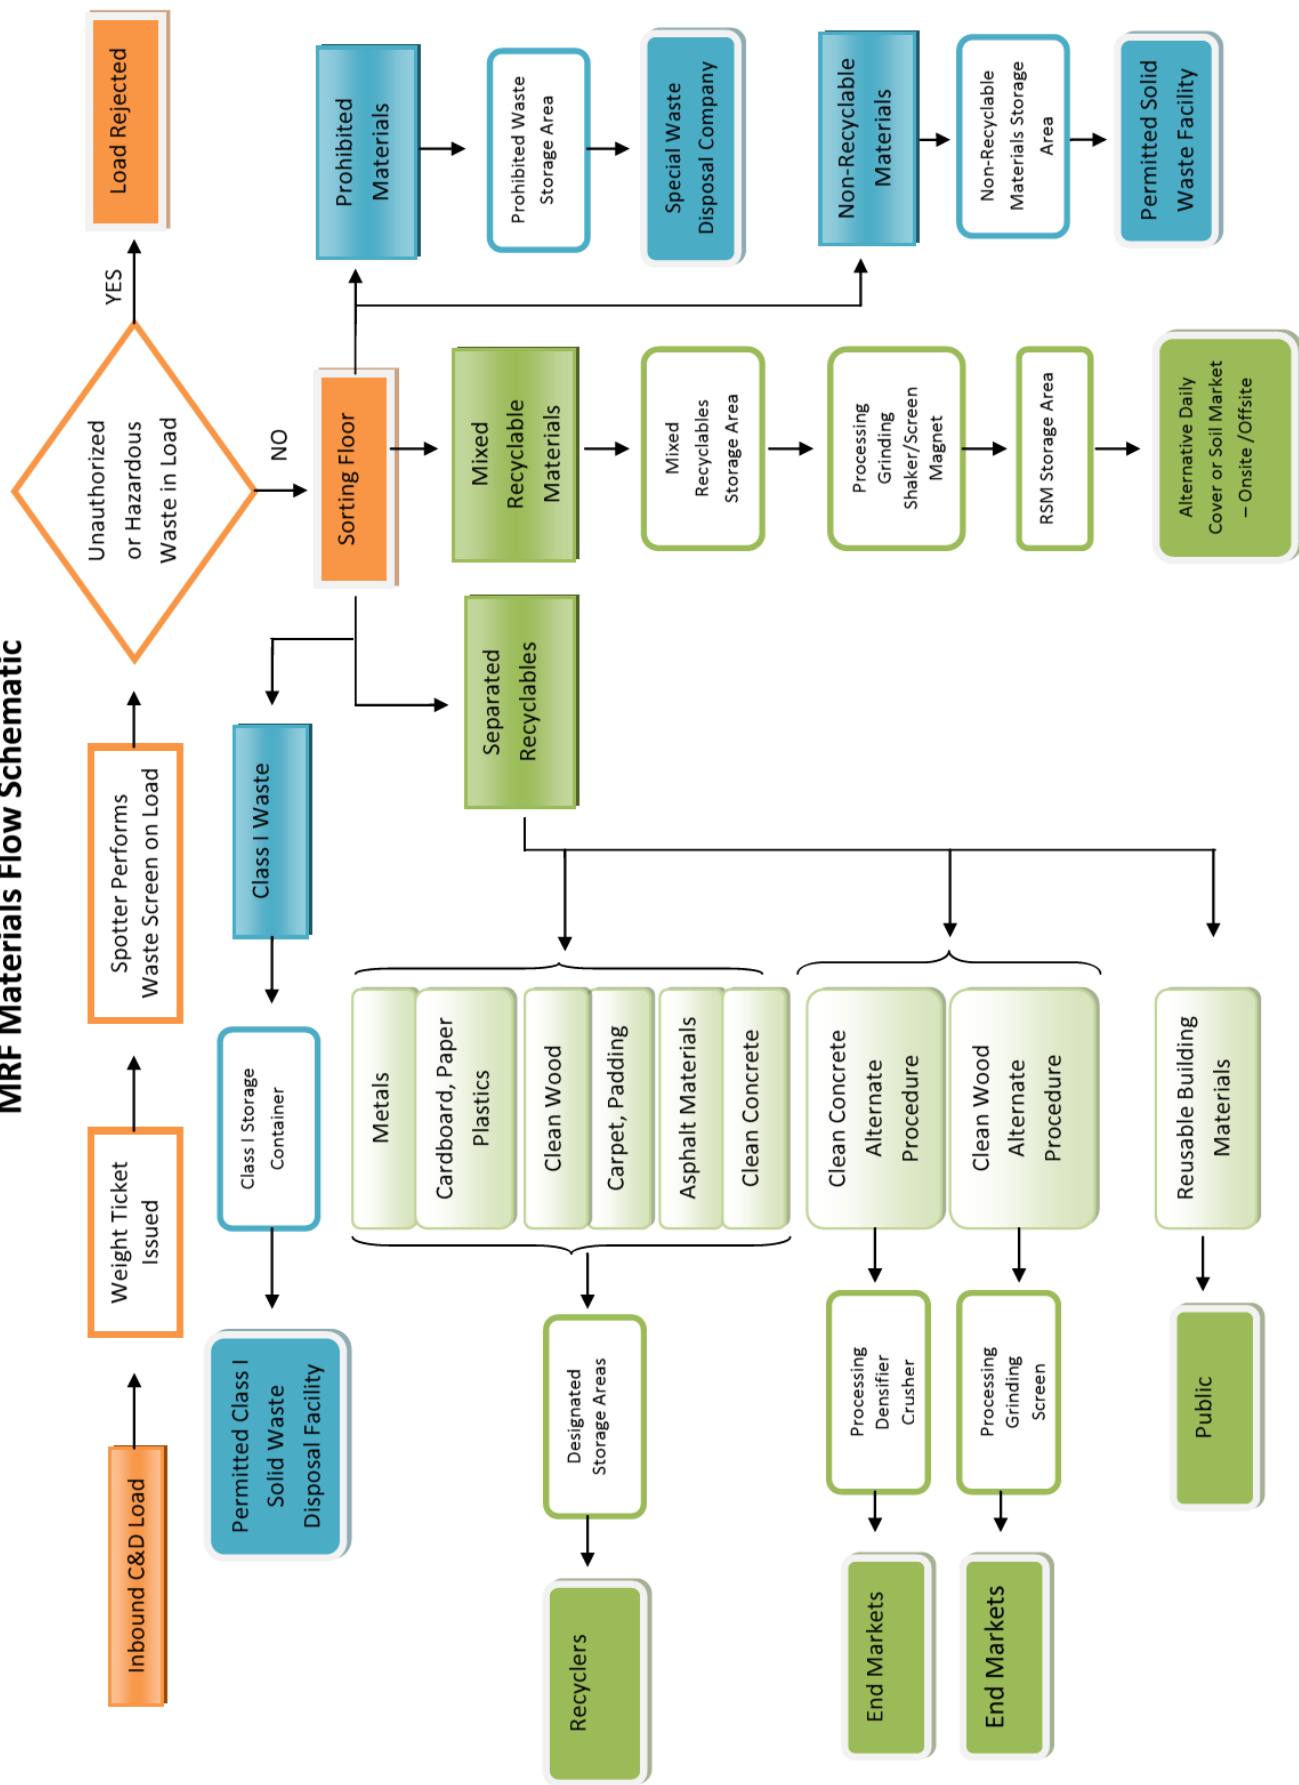 MRF Materials Flow Schematic
Inbound C&D Load
Weight Ticket
Issued
Spotter Performs
Waste Screen on Load
Unauthorized
or Hazardous
Waste in Load
YES
Load Rejected
NO
Sorting Floor
Prohibited
Materials
Prohibited Waste
Storage Area
Special Waste
Disposal Company
Non-Recyclable
Materials
Non-Recyclable
Materials Storage
Area
Permitted Solid
Waste Facility
Mixed
Recyclable
Materials
Mixed
Recyclables
Storage Area
Processing
Grinding
Shaker/Screen
Magnet
RSM Storage Area
Alternative Daily
Cover or Soil Market
– Onsite /Offsite
Class I Waste
Class I Storage
Container
Permitted Class I
Solid Waste
Disposal Facility
Separated
Recyclables
Metals
Cardboard, Paper
Plastics
Clean Wood
Carpet, Padding
Asphalt Materials
Clean Concrete
Designated
Storage Areas
Recyclers
Clean Concrete
Alternate
Procedure
Processing
Densifier
Crusher
End Markets
Clean Wood
Alternate
Procedure
Processing
Grinding
Screen
End Markets
Reusable Building
Materials
Public